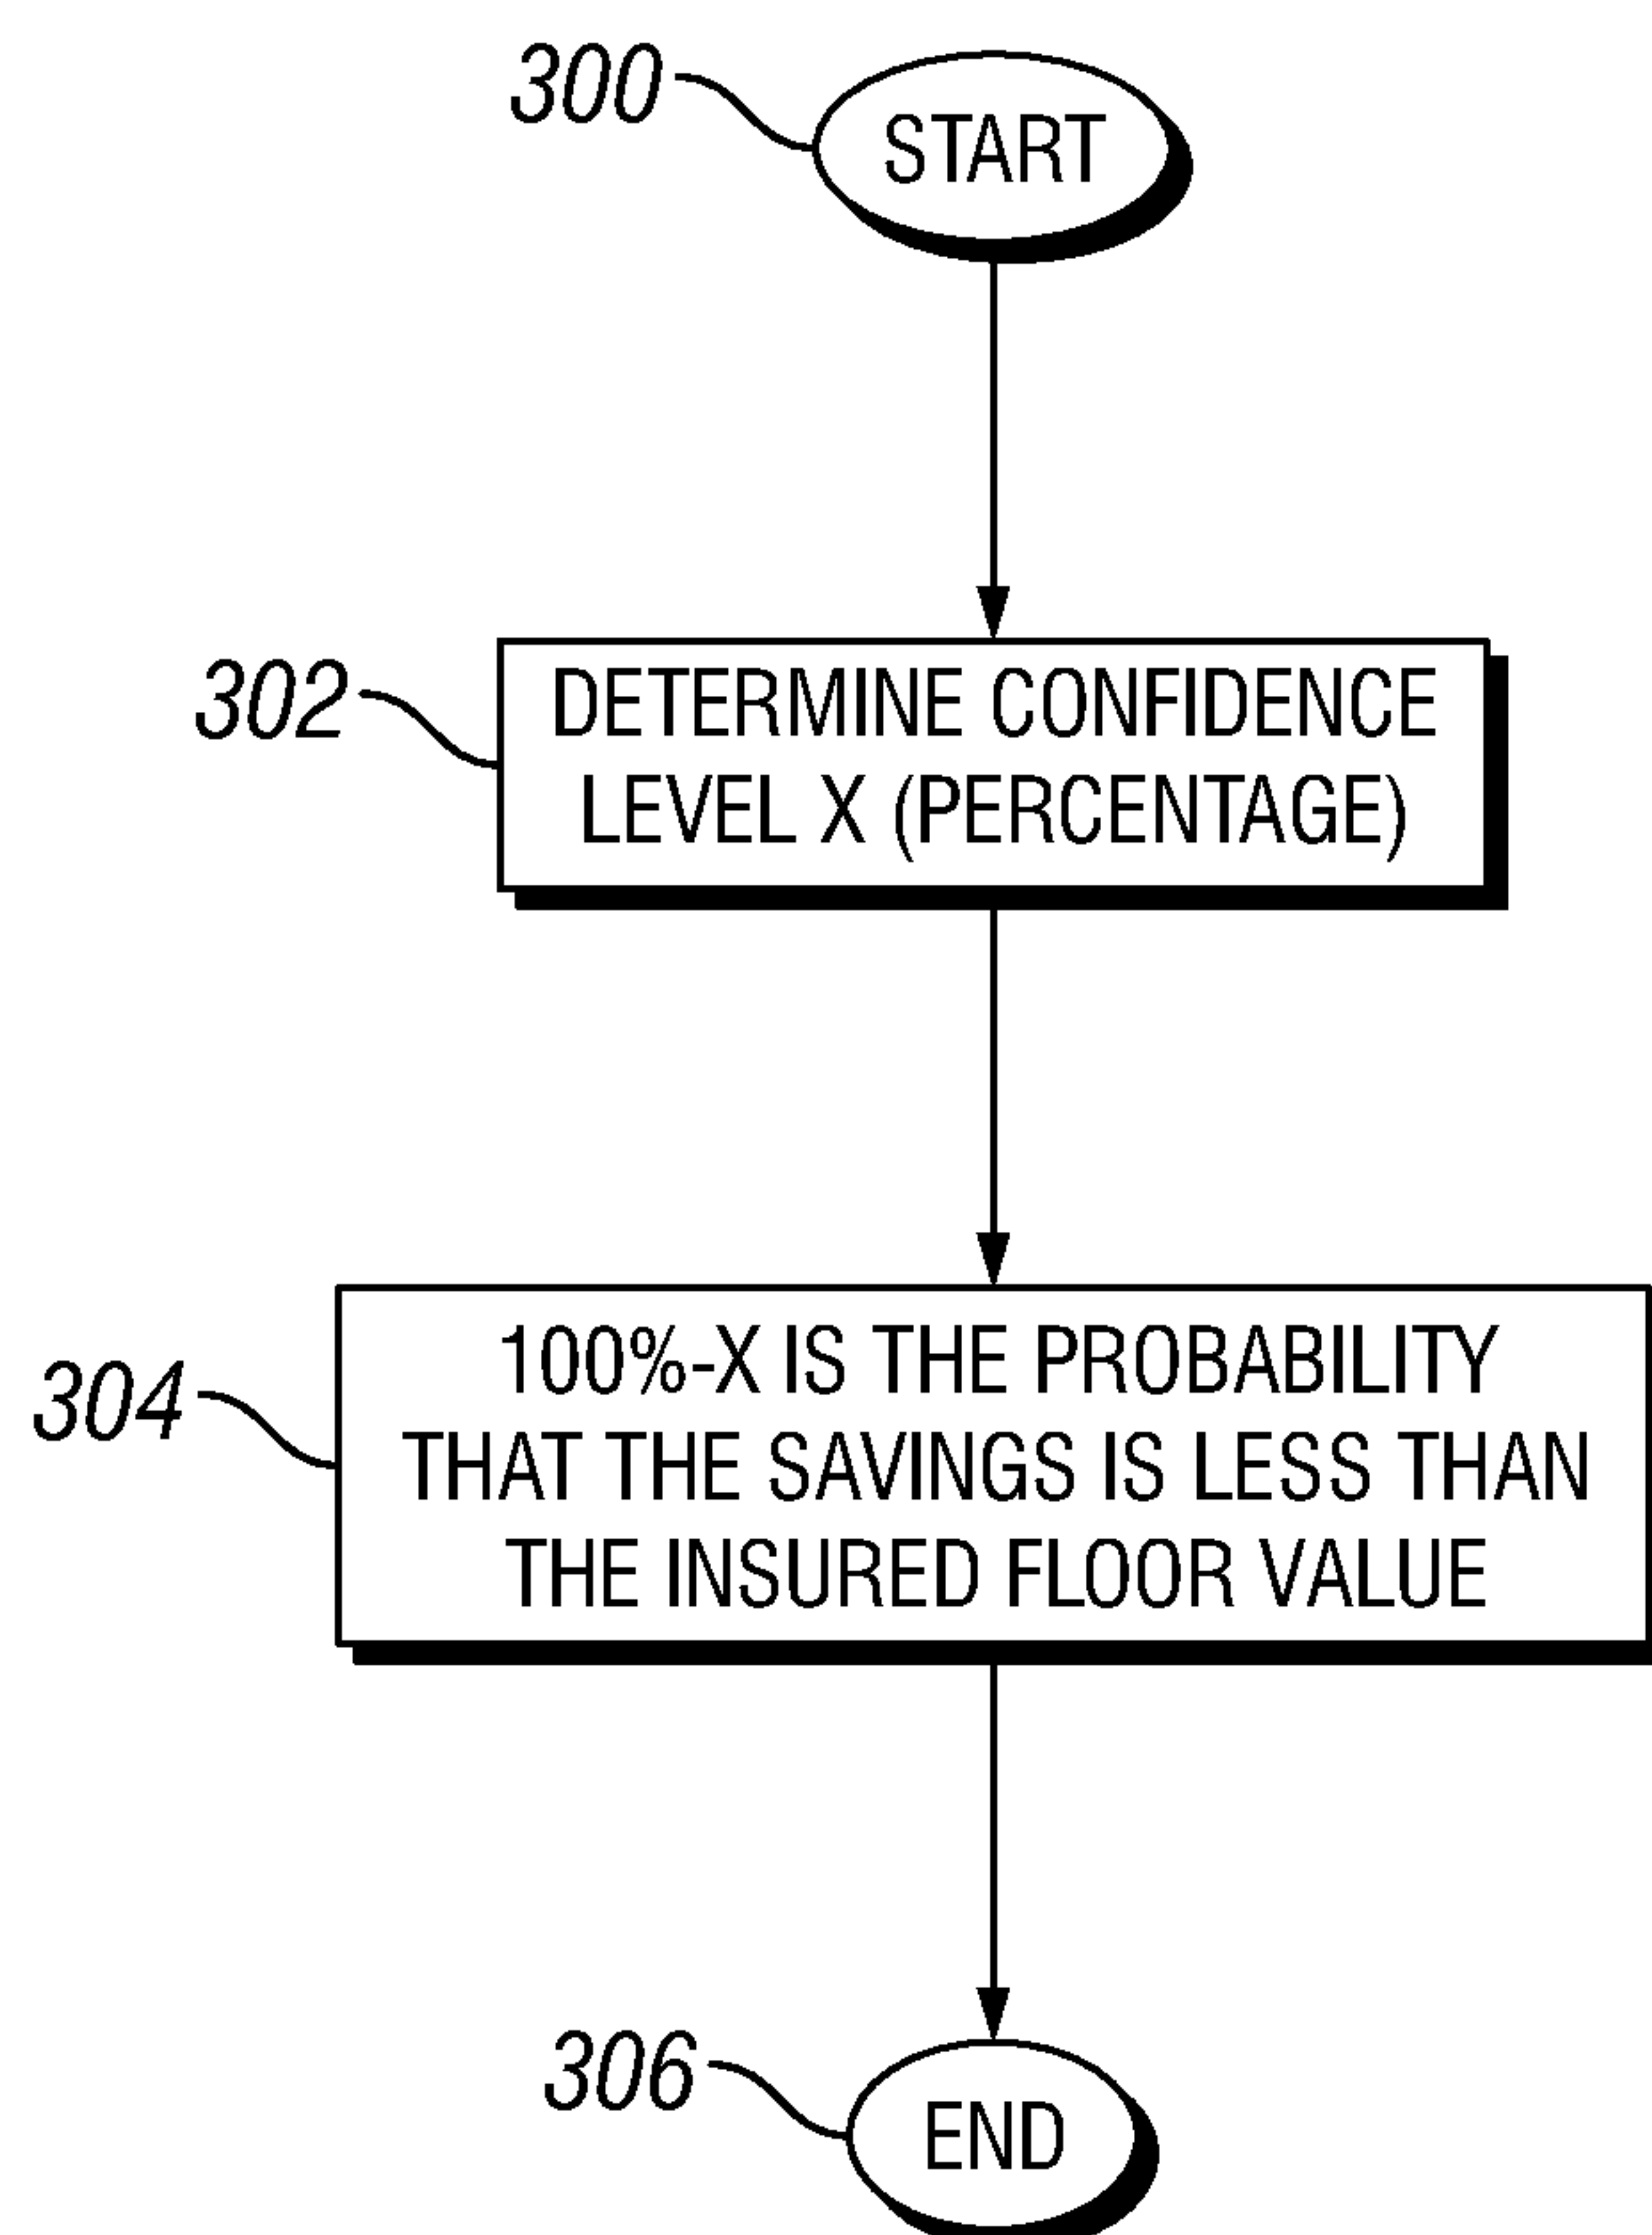 300
START
302
DETERMINE CONFIDENCE
LEVEL X (PERCENTAGE)
304
100%-X IS THE PROBABILITY
THAT THE SAVINGS IS LESS THAN
THE INSURED FLOOR VALUE
306
END